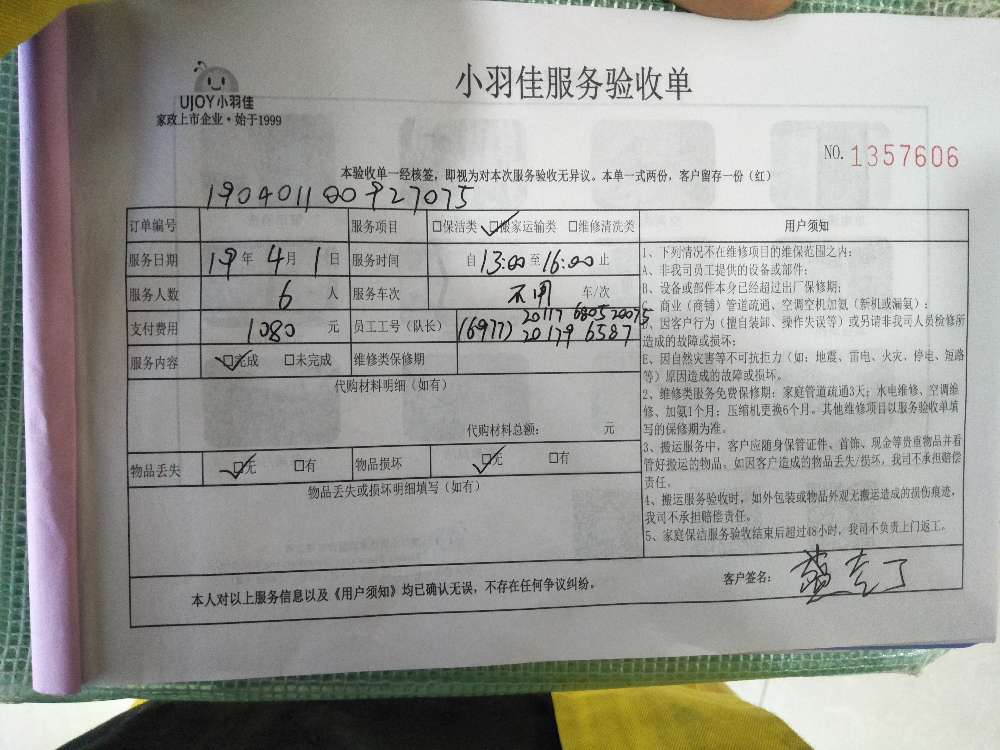 小羽佳服务验收单
UJOY小羽佳
家政上市企业·始于1999
NO. 1357606
本验收单一经核签，即视为对本次服务验收无异议。本单一式两份，客户留存一份（红）
190401100927075
订单编号 服务项目 □保洁类 ☑搬家运输类 □维修清洗类
服务日期 19年4月1日 服务时间 自13:00至16:00止
服务人数 6人 服务车次 不用 车/次
支付费用 1080元 员工工号（队长） 20117 6805 20075
(6977) 20179 6587
服务内容 ☑完成 □未完成 维修类保修期
代购材料明细（如有）
代购材料总额： 元
物品丢失 ☑无 □有 物品损坏 ☑无 □有
物品丢失或损坏明细填写（如有）
用户须知
1、下列情况不在维修项目的维保范围之内：
A、非我司员工提供的设备或部件；
B、设备或部件本身已经超过出厂保修期；
C、商业（商铺）管道疏通、空调空机加氨（新机或漏氨）；
D、因客户行为（擅自装卸、操作失误等）或另请非我司人员检修所
造成的故障或损坏；
E、因自然灾害等不可抗拒力（如：地震、雷电、火灾、停电、短路
等）原因造成的故障或损坏。
2、维修类服务免费保修期：家庭管道疏通3天；水电维修、空调维
修、加氨1个月；压缩机更换6个月。其他维修项目以服务验收单填
写的保修期为准。
3、搬运服务中，客户应随身保管证件、首饰、现金等贵重物品并看
管好搬运的物品。如因客户造成的物品丢失/损坏，我司不承担赔偿
责任。
4、搬运服务验收时，如外包装或物品外观无搬运造成的损伤痕迹，
我司不承担赔偿责任。
5、家庭保洁服务验收结束后超过48小时，我司不负责上门返工。
本人对以上服务信息以及《用户须知》均已确认无误，不存在任何争议纠纷。
客户签名：